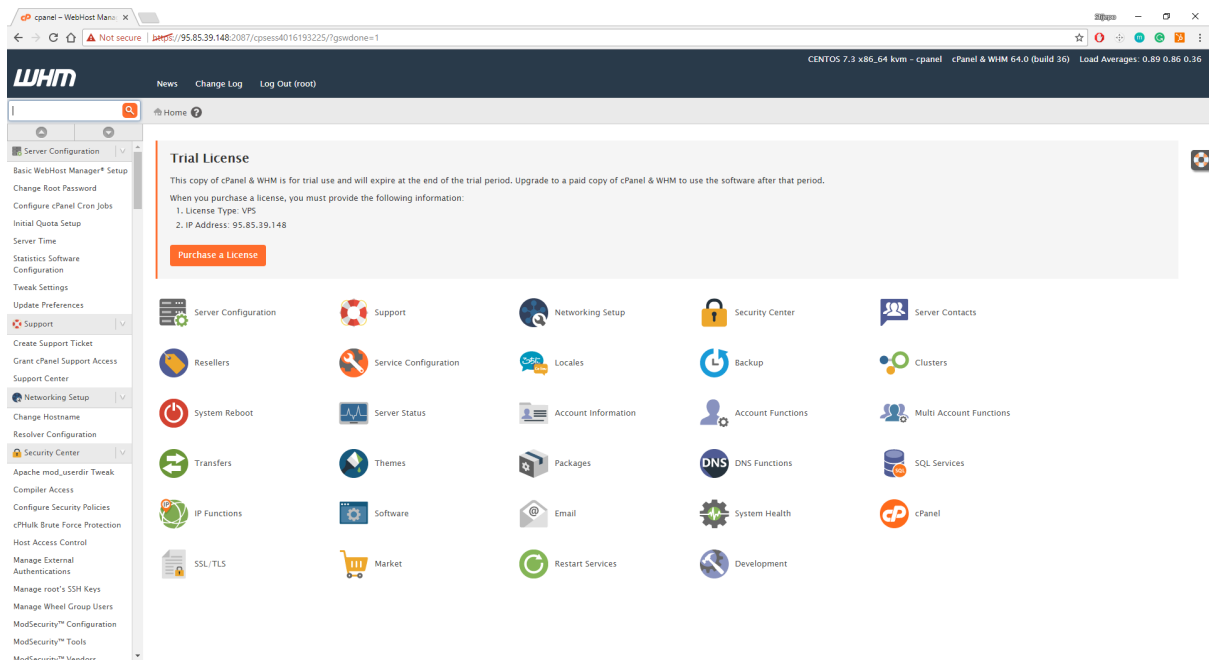 cpanel – WebHost Mana
Stjepo
Not secure https://95.85.39.148:2087/cpsess4016193225/?gswdone=1
CENTOS 7.3 x86_64 kvm – cpanel cPanel & WHM 64.0 (build 36) Load Averages: 0.89 0.86 0.36
WHM
News Change Log Log Out (root)
Home
Server Configuration
Basic WebHost Manager® Setup
Change Root Password
Configure cPanel Cron Jobs
Initial Quota Setup
Server Time
Statistics Software
Configuration
Tweak Settings
Update Preferences
Support
Create Support Ticket
Grant cPanel Support Access
Support Center
Networking Setup
Change Hostname
Resolver Configuration
Security Center
Apache mod_userdir Tweak
Compiler Access
Configure Security Policies
cPHulk Brute Force Protection
Host Access Control
Manage External
Authentications
Manage root's SSH Keys
Manage Wheel Group Users
ModSecurity™ Configuration
ModSecurity™ Tools
ModSecurity™ Vendors
Trial License
This copy of cPanel & WHM is for trial use and will expire at the end of the trial period. Upgrade to a paid copy of cPanel & WHM to use the software after that period.
When you purchase a license, you must provide the following information:
1. License Type: VPS
2. IP Address: 95.85.39.148
Purchase a License
Server Configuration Support Networking Setup Security Center Server Contacts
Resellers Service Configuration Locales Backup Clusters
System Reboot Server Status Account Information Account Functions Multi Account Functions
Transfers Themes Packages DNS DNS Functions SQL SQL Services
IP IP Functions Software Email System Health cP cPanel
SSL/TLS Market Restart Services Development